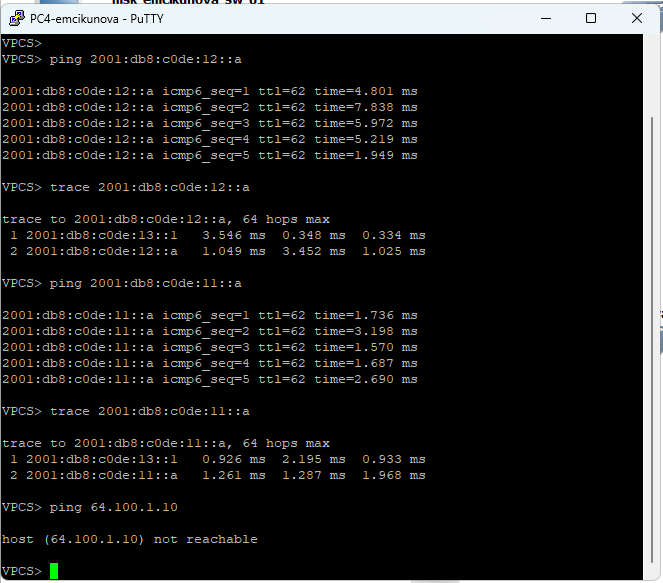 msk emcikunova sw 01
PC4-emcikunova - PuTTY
VPCS>
VPCS> ping 2001:db8:c0de:12::a
2001:db8:c0de:12::a icmp6_seq=1 ttl=62 time=4.801 ms
2001:db8:c0de:12::a icmp6_seq=2 ttl=62 time=7.838 ms
2001:db8:c0de:12::a icmp6_seq=3 ttl=62 time=5.972 ms
2001:db8:c0de:12::a icmp6_seq=4 ttl=62 time=5.219 ms
2001:db8:c0de:12::a icmp6_seq=5 ttl=62 time=1.949 ms
VPCS> trace 2001:db8:c0de:12::a
trace to 2001:db8:c0de:12::a, 64 hops max
1 2001:db8:c0de:13::1 3.546 ms 0.348 ms 0.334 ms
2 2001:db8:c0de:12::a 1.049 ms 3.452 ms 1.025 ms
VPCS> ping 2001:db8:c0de:11::a
2001:db8:c0de:11::a icmp6_seq=1 ttl=62 time=1.736 ms
2001:db8:c0de:11::a icmp6_seq=2 ttl=62 time=3.198 ms
2001:db8:c0de:11::a icmp6_seq=3 ttl=62 time=1.570 ms
2001:db8:c0de:11::a icmp6_seq=4 ttl=62 time=1.687 ms
2001:db8:c0de:11::a icmp6_seq=5 ttl=62 time=2.690 ms
VPCS> trace 2001:db8:c0de:11::a
trace to 2001:db8:c0de:11::a, 64 hops max
1 2001:db8:c0de:13::1 0.926 ms 2.195 ms 0.933 ms
2 2001:db8:c0de:11::a 1.261 ms 1.287 ms 1.968 ms
VPCS> ping 64.100.1.10
host (64.100.1.10) not reachable
VPCS>